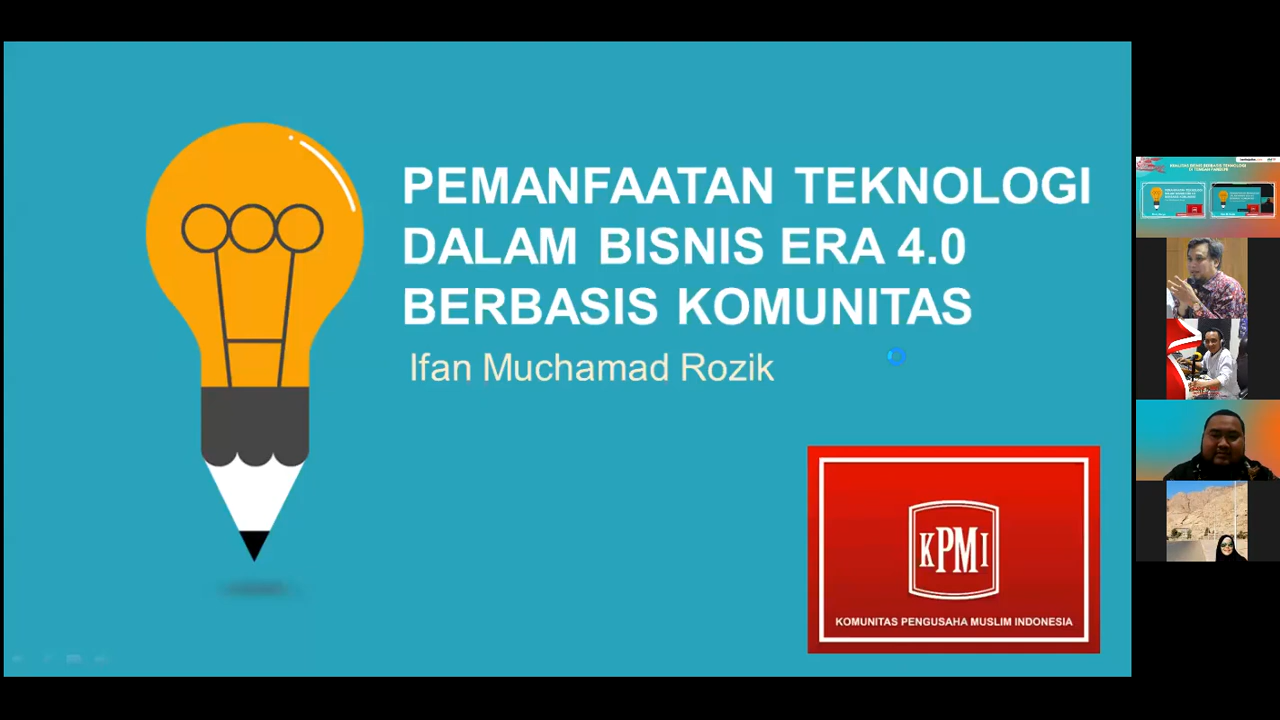 PEMANFAATAN TEKNOLOGI
DALAM BISNIS ERA 4.0
BERBASIS KOMUNITAS
Ifan Muchamad Rozik
KPMI
KOMUNITAS PENGUSAHA MUSLIM INDONESIA